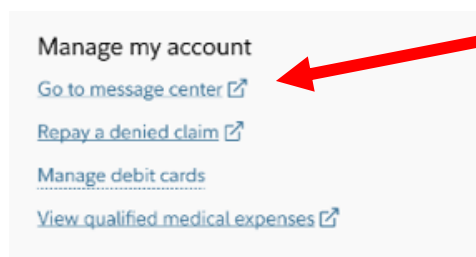 Manage my account
Go to message center
Repay a denied claim
Manage debit cards
View qualified medical expenses